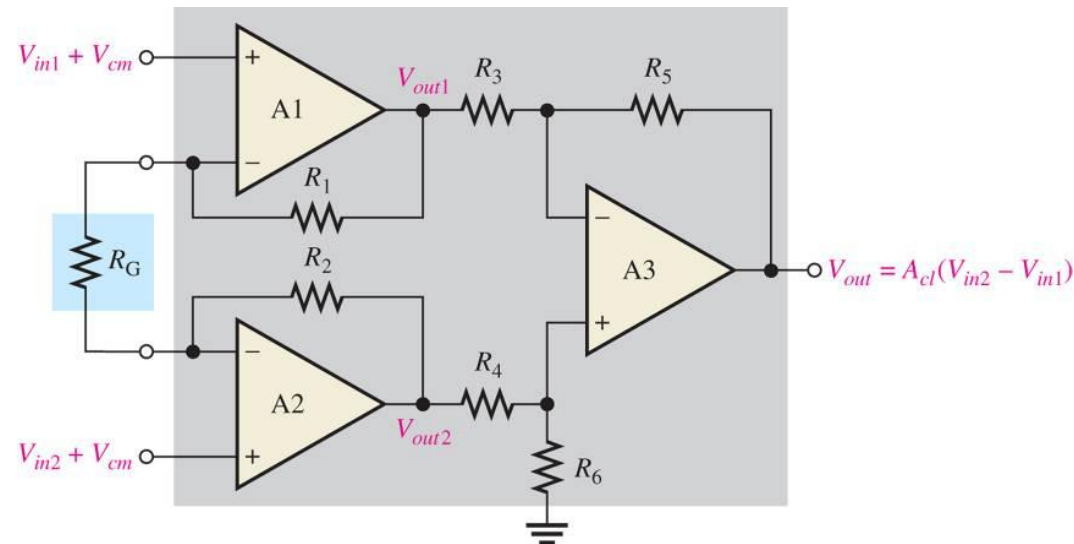 Vin1 + Vcm
A1
Vout1
R3
R5
R1
RG
R2
A3
Vout = Acl(Vin2 − Vin1)
R4
A2
Vout2
Vin2 + Vcm
R6
+
−
−
+
−
+